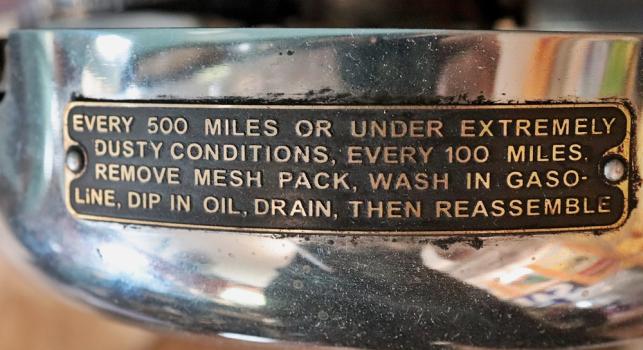 EVERY 500 MILES OR UNDER EXTREMELY
DUSTY CONDITIONS, EVERY 100 MILES,
REMOVE MESH PACK, WASH IN GASO-
LiNE, DIP IN OIL, DRAIN, THEN REASSEMBLE